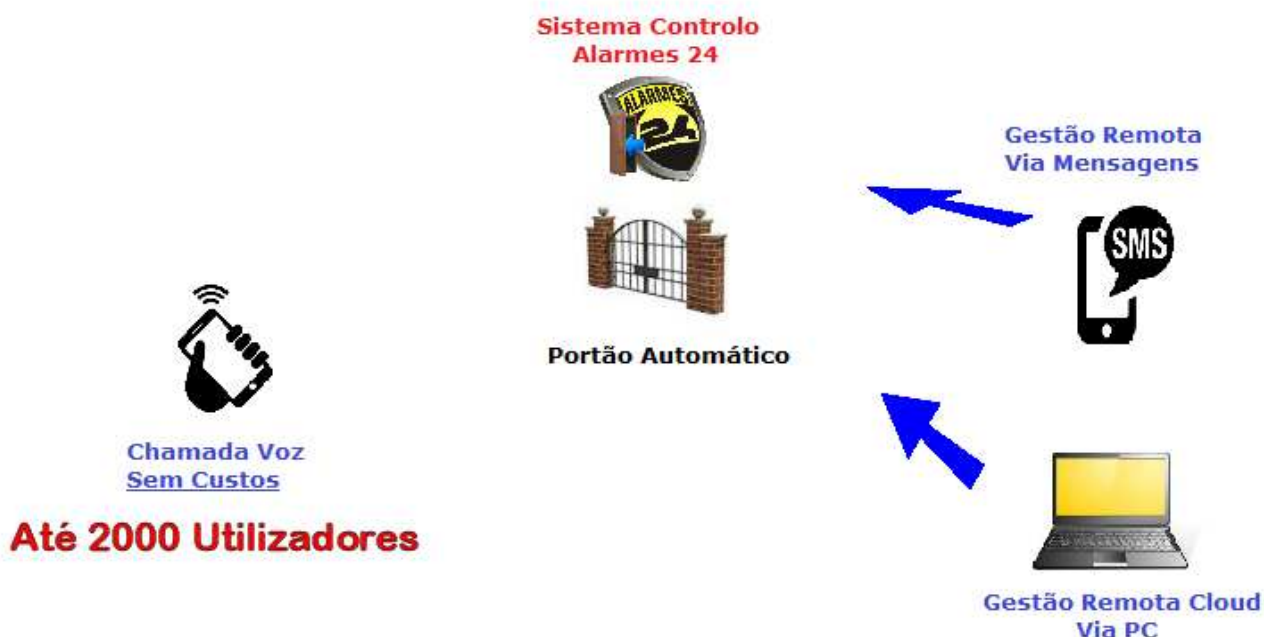 Sistema Controlo
Alarmes 24
ALARMES
24
Gestão Remota
Via Mensagens
SMS
Portão Automático
Chamada Voz
Sem Custos
Até 2000 Utilizadores
Gestão Remota Cloud
Via PC